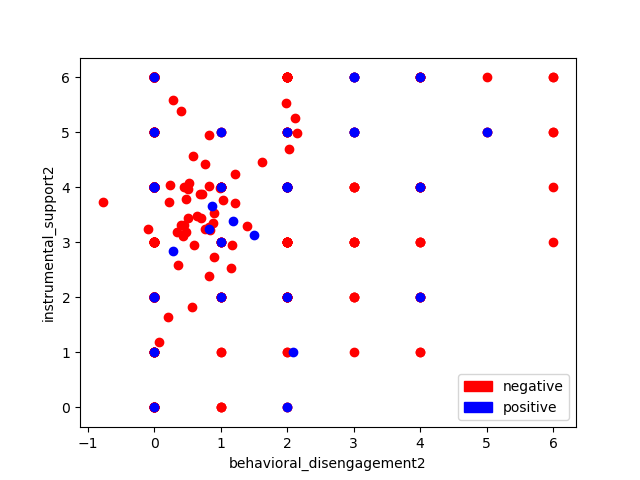 6
5
4
3
2
1
0
instrumental_support2
−1 0 1 2 3 4 5 6
behavioral_disengagement2
negative
positive